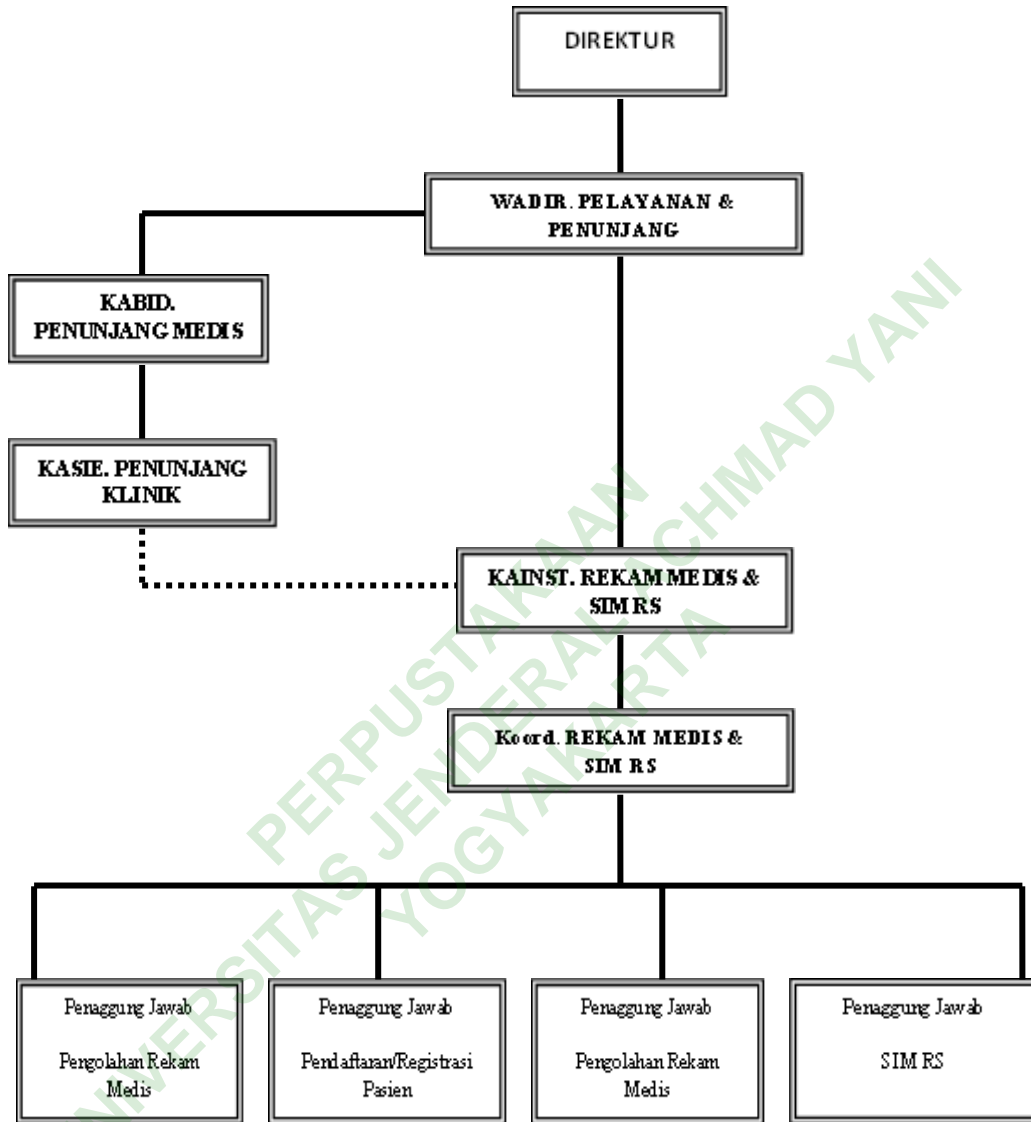 DIREKTUR
WADIR. PELAYANAN &
PENUNJANG
KABID.
PENUNJANG MEDIS
KASIE. PENUNJANG
KLINIK
KAINST. REKAM MEDIS &
SIM RS
Koord. REKAM MEDIS &
SIM RS
Penaggung Jawab
Pengolahan Rekam
Medis
Penaggung Jawab
Pendaftaran/Registrasi
Pasien
Penaggung Jawab
Pengolahan Rekam
Medis
Penaggung Jawab
SIM RS
PERPUSTAKAAN
UNIVERSITAS JENDERAL ACHMAD YANI
YOGYAKARTA